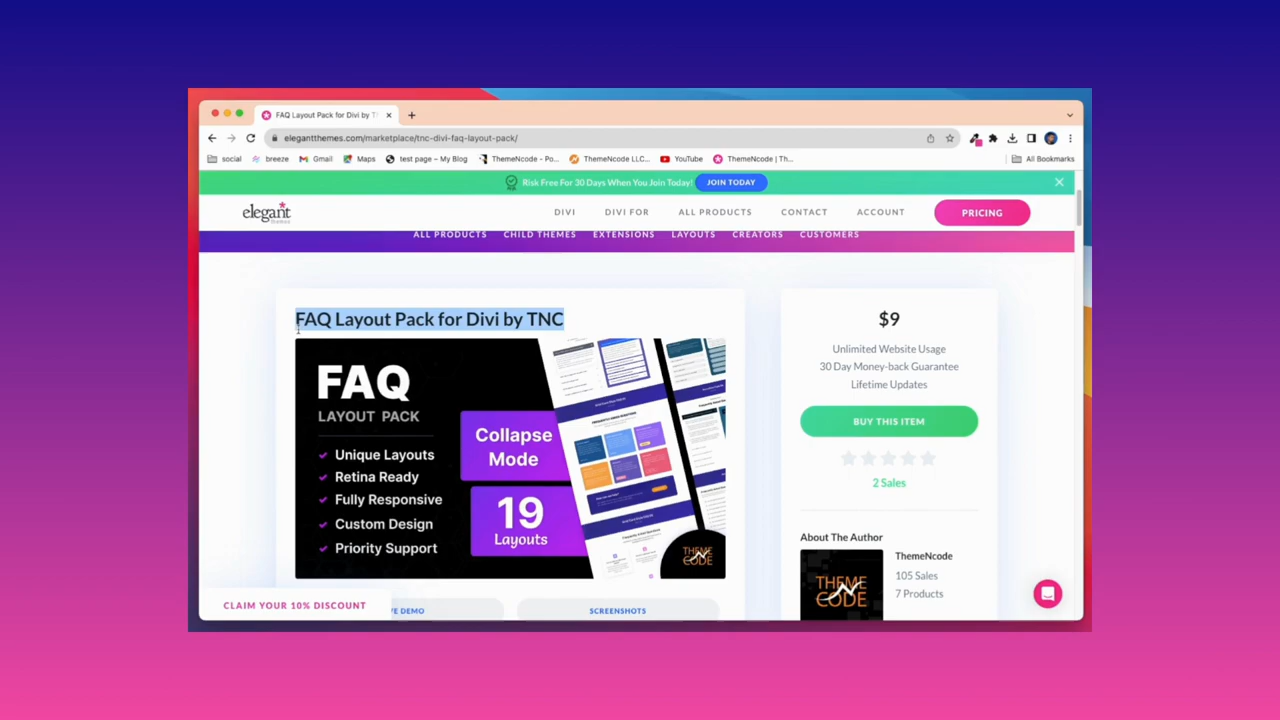 FAQ Layout Pack for Divi by T
elegantthemes.com/marketplace/tnc-divi-faq-layout-pack/
social breeze Gmail Maps test page – My Blog ThemeNcode - Po... ThemeNcode LLC... YouTube ThemeNcode | Th... All Bookmarks
Risk Free For 30 Days When You Join Today! JOIN TODAY
elegant themes DIVI DIVI FOR ALL PRODUCTS CONTACT ACCOUNT PRICING
ALL PRODUCTS CHILD THEMES EXTENSIONS LAYOUTS CREATORS CUSTOMERS
FAQ Layout Pack for Divi by TNC
FAQ
LAYOUT PACK
Unique Layouts
Retina Ready
Fully Responsive
Custom Design
Priority Support
Collapse
Mode
19
Layouts
THEME
CODE
$9
Unlimited Website Usage
30 Day Money-back Guarantee
Lifetime Updates
BUY THIS ITEM
2 Sales
About The Author
THEME
CODE
ThemeNcode
105 Sales
7 Products
CLAIM YOUR 10% DISCOUNT
VE DEMO
SCREENSHOTS